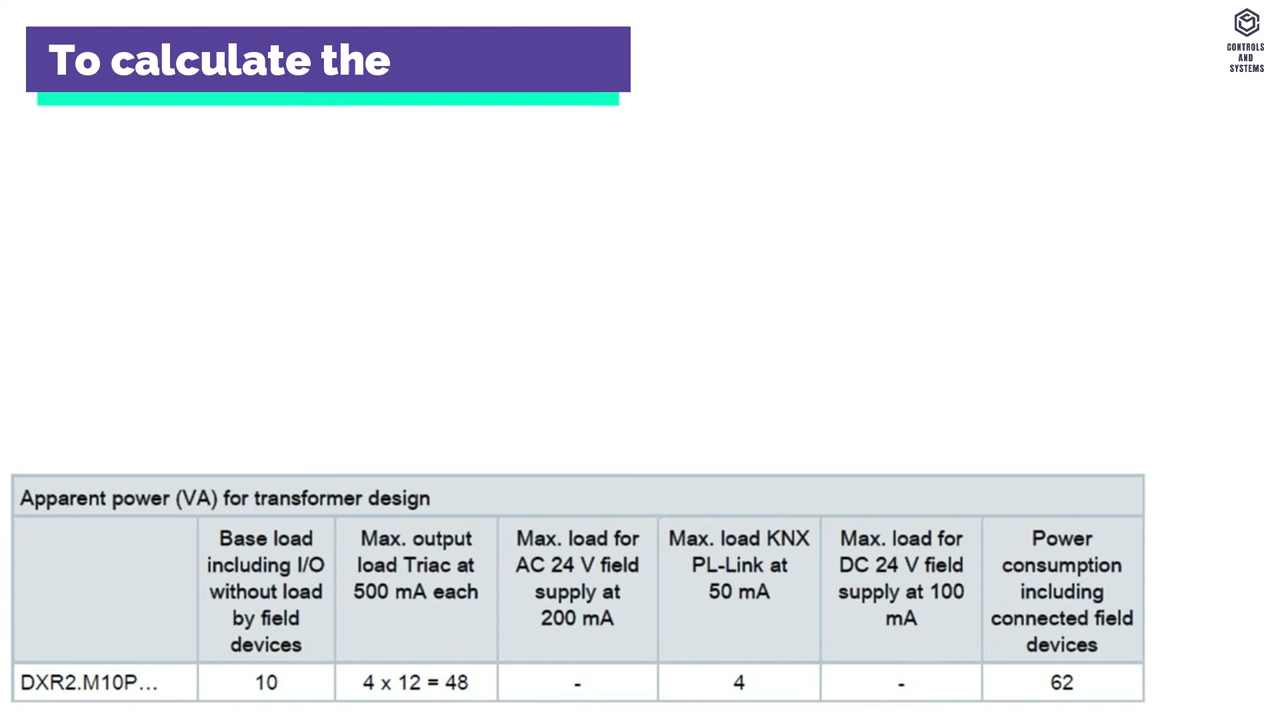 To calculate the
CONTROLS
AND
SYSTEMS
Apparent power (VA) for transformer design
Base load
including I/O
without load
by field
devices
Max. output
load Triac at
500 mA each
Max. load for
AC 24 V field
supply at
200 mA
Max. load KNX
PL-Link at
50 mA
Max. load for
DC 24 V field
supply at 100
mA
Power
consumption
including
connected field
devices
DXR2.M10P... 10 4 x 12 = 48 - 4 - 62